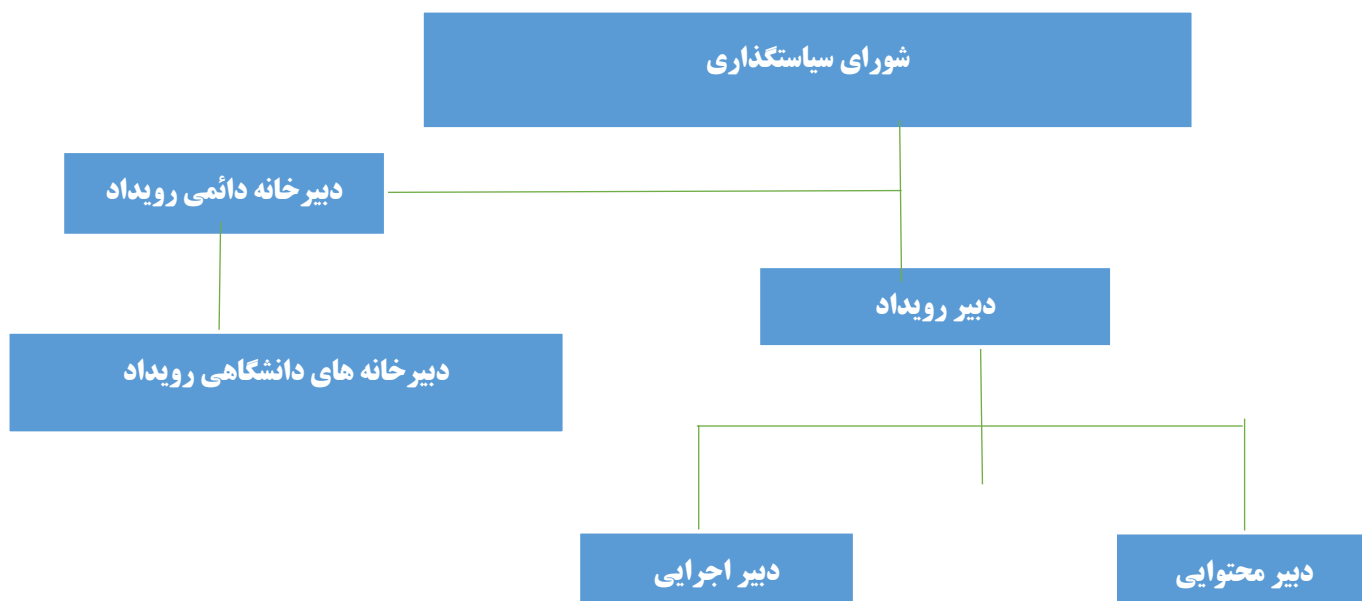 شورای سیاستگذاری
دبیرخانه دائمی رویداد
دبیر رویداد
دبیرخانه های دانشگاهی رویداد
دبیر محتوایی
دبیر اجرایی